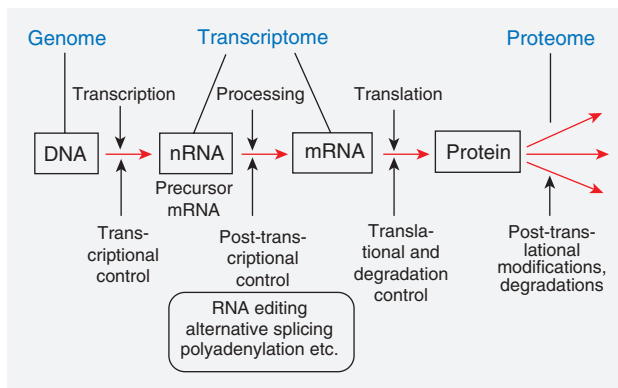 Genome
Transcriptome
Proteome
Transcription
Processing
Translation
DNA
nRNA
mRNA
Protein
Precursor
mRNA
Trans-
criptional
control
Post-trans-
criptional
control
Transla-
tional and
degradation
control
Post-trans-
lational
modifications,
degradations
RNA editing
alternative splicing
polyadenylation etc.